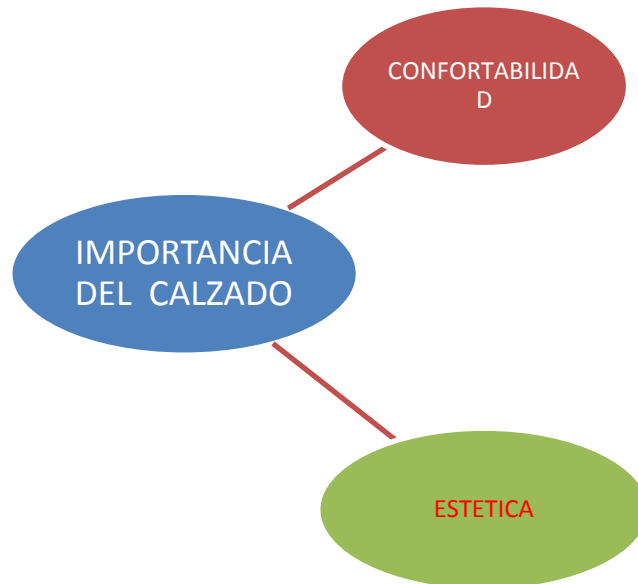 CONFORTABILIDA
D
IMPORTANCIA
DEL  CALZADO
ESTETICA